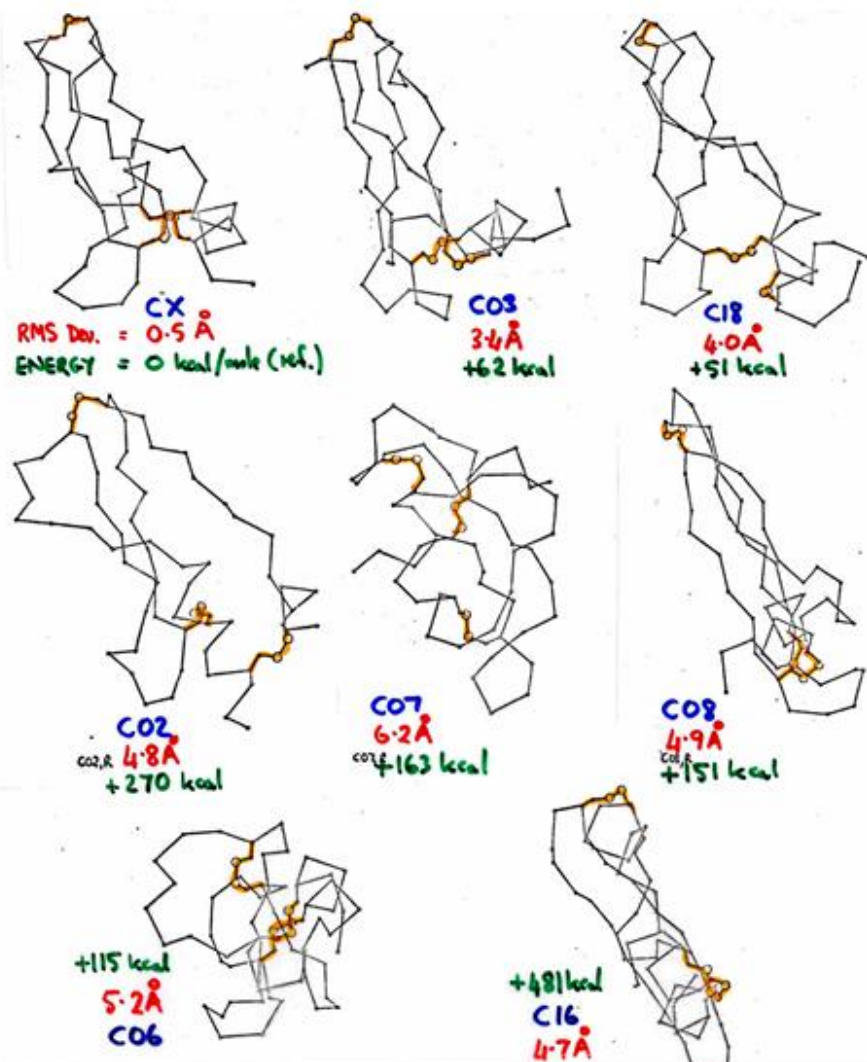 CX
RMS Dev. = 0.5 Å
ENERGY = 0 kcal/mole (ref.)
C03
3.4Å
+62 kcal
C18
4.0Å
+51 kcal
C02
C02,R 4.8Å
+270 kcal
C07
6.2Å
+163 kcal
C08
4.9Å
+151 kcal
+115 kcal
5.2Å
C06
+481 kcal
C16
4.7Å